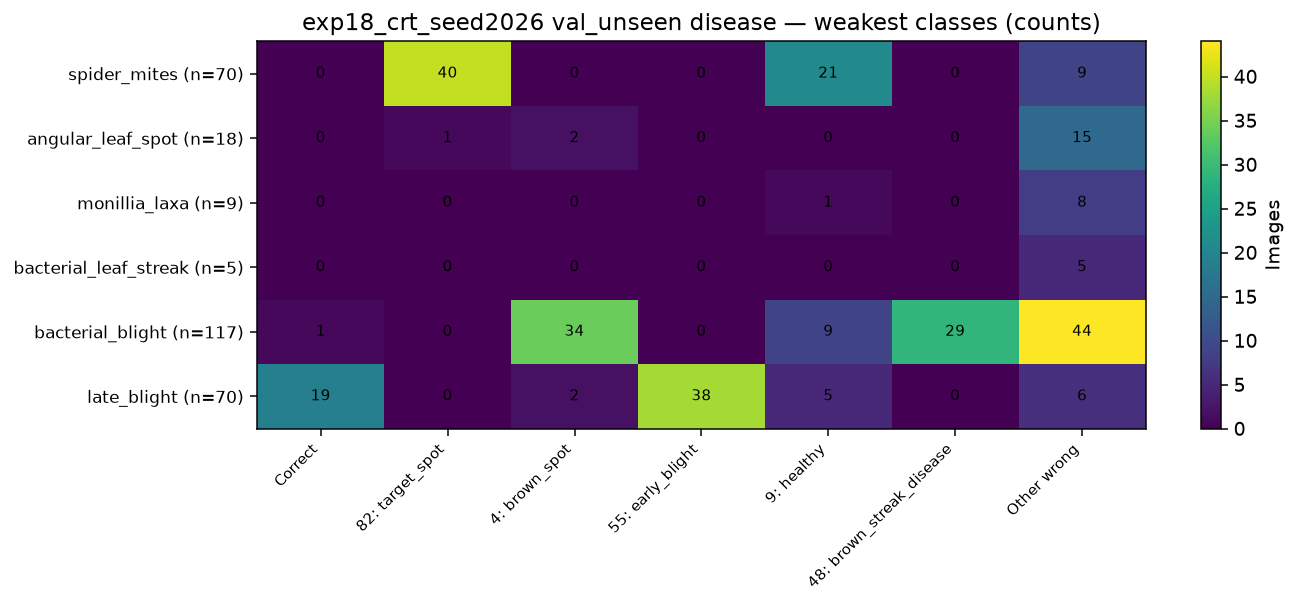 exp18_crt_seed2026 val_unseen disease — weakest classes (counts)
spider_mites (n=70) 0 40 0 0 21 0 9
angular_leaf_spot (n=18) 0 1 2 0 0 0 15
monillia_laxa (n=9) 0 0 0 0 1 0 8
bacterial_leaf_streak (n=5) 0 0 0 0 0 0 5
bacterial_blight (n=117) 1 0 34 0 9 29 44
late_blight (n=70) 19 0 2 38 5 0 6
Correct
82: target_spot
4: brown_spot
55: early_blight
9: healthy
48: brown_streak_disease
Other wrong
40
35
30
25
20
15
10
5
0
Images